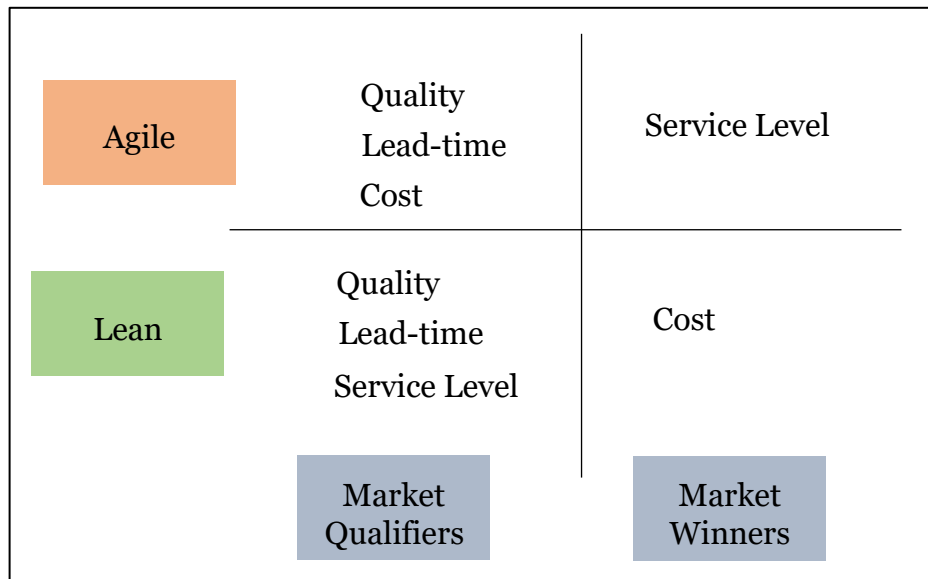 Agile
Quality
Lead-time
Cost
Service Level
Lean
Quality
Lead-time
Service Level
Cost
Market
Qualifiers
Market
Winners